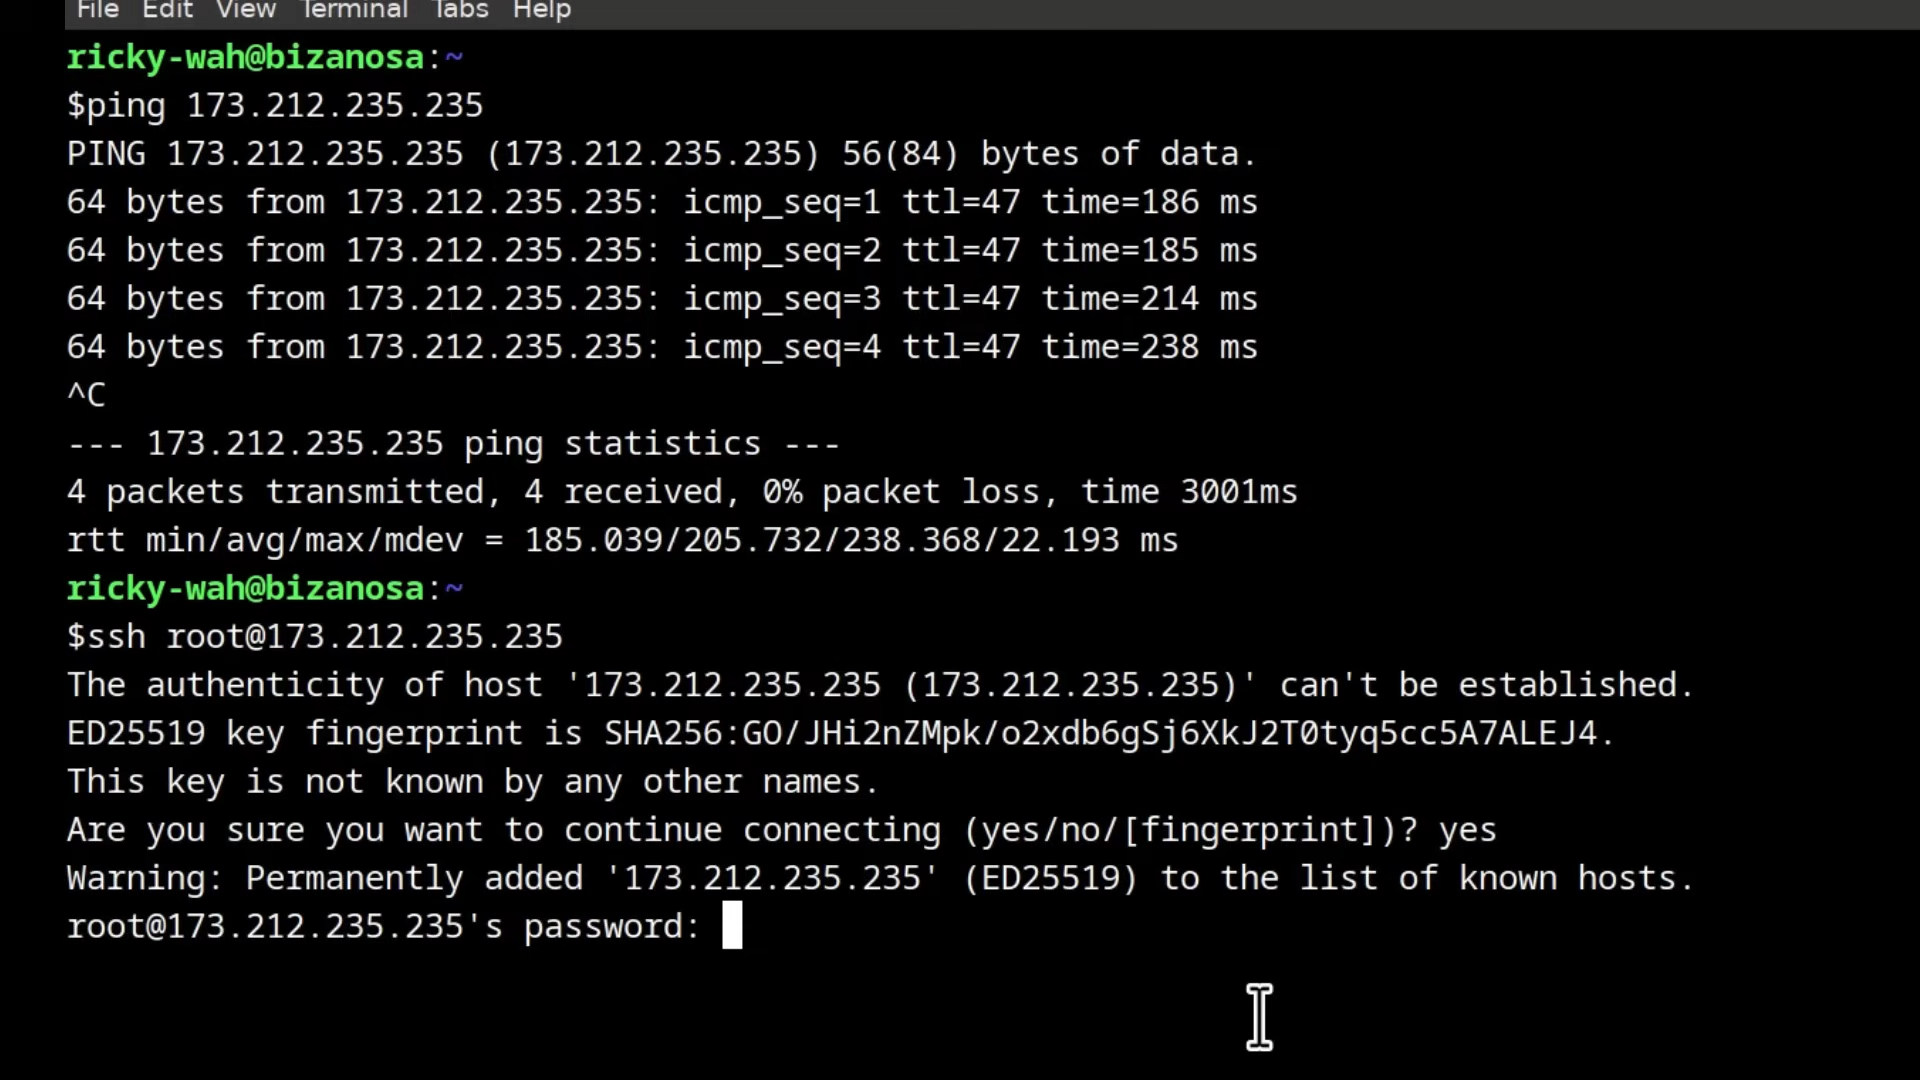 File Edit View Terminal Tabs Help
ricky-wah@bizanosa:~
$ping 173.212.235.235
PING 173.212.235.235 (173.212.235.235) 56(84) bytes of data.
64 bytes from 173.212.235.235: icmp_seq=1 ttl=47 time=186 ms
64 bytes from 173.212.235.235: icmp_seq=2 ttl=47 time=185 ms
64 bytes from 173.212.235.235: icmp_seq=3 ttl=47 time=214 ms
64 bytes from 173.212.235.235: icmp_seq=4 ttl=47 time=238 ms
^C
--- 173.212.235.235 ping statistics ---
4 packets transmitted, 4 received, 0% packet loss, time 3001ms
rtt min/avg/max/mdev = 185.039/205.732/238.368/22.193 ms
ricky-wah@bizanosa:~
$ssh root@173.212.235.235
The authenticity of host '173.212.235.235 (173.212.235.235)' can't be established.
ED25519 key fingerprint is SHA256:GO/JHi2nZMpk/o2xdb6gSj6XkJ2T0tyq5cc5A7ALEJ4.
This key is not known by any other names.
Are you sure you want to continue connecting (yes/no/[fingerprint])? yes
Warning: Permanently added '173.212.235.235' (ED25519) to the list of known hosts.
root@173.212.235.235's password: